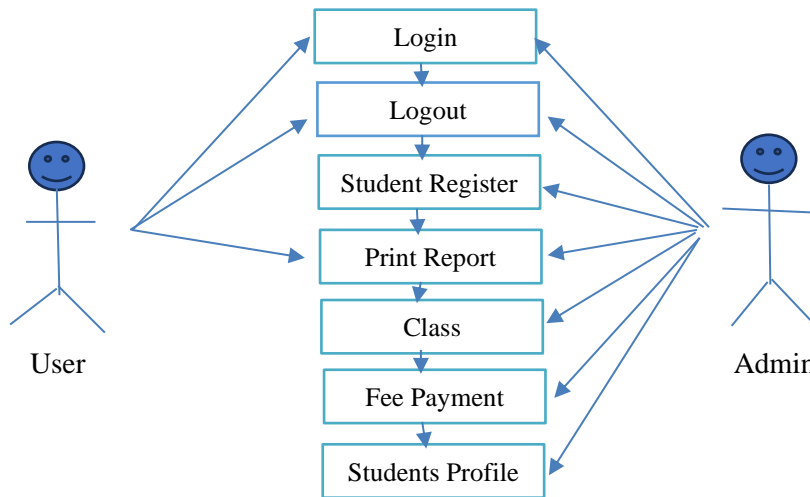 Login
Logout
Student Register
Print Report
Class
User
Admin
Fee Payment
Students Profile